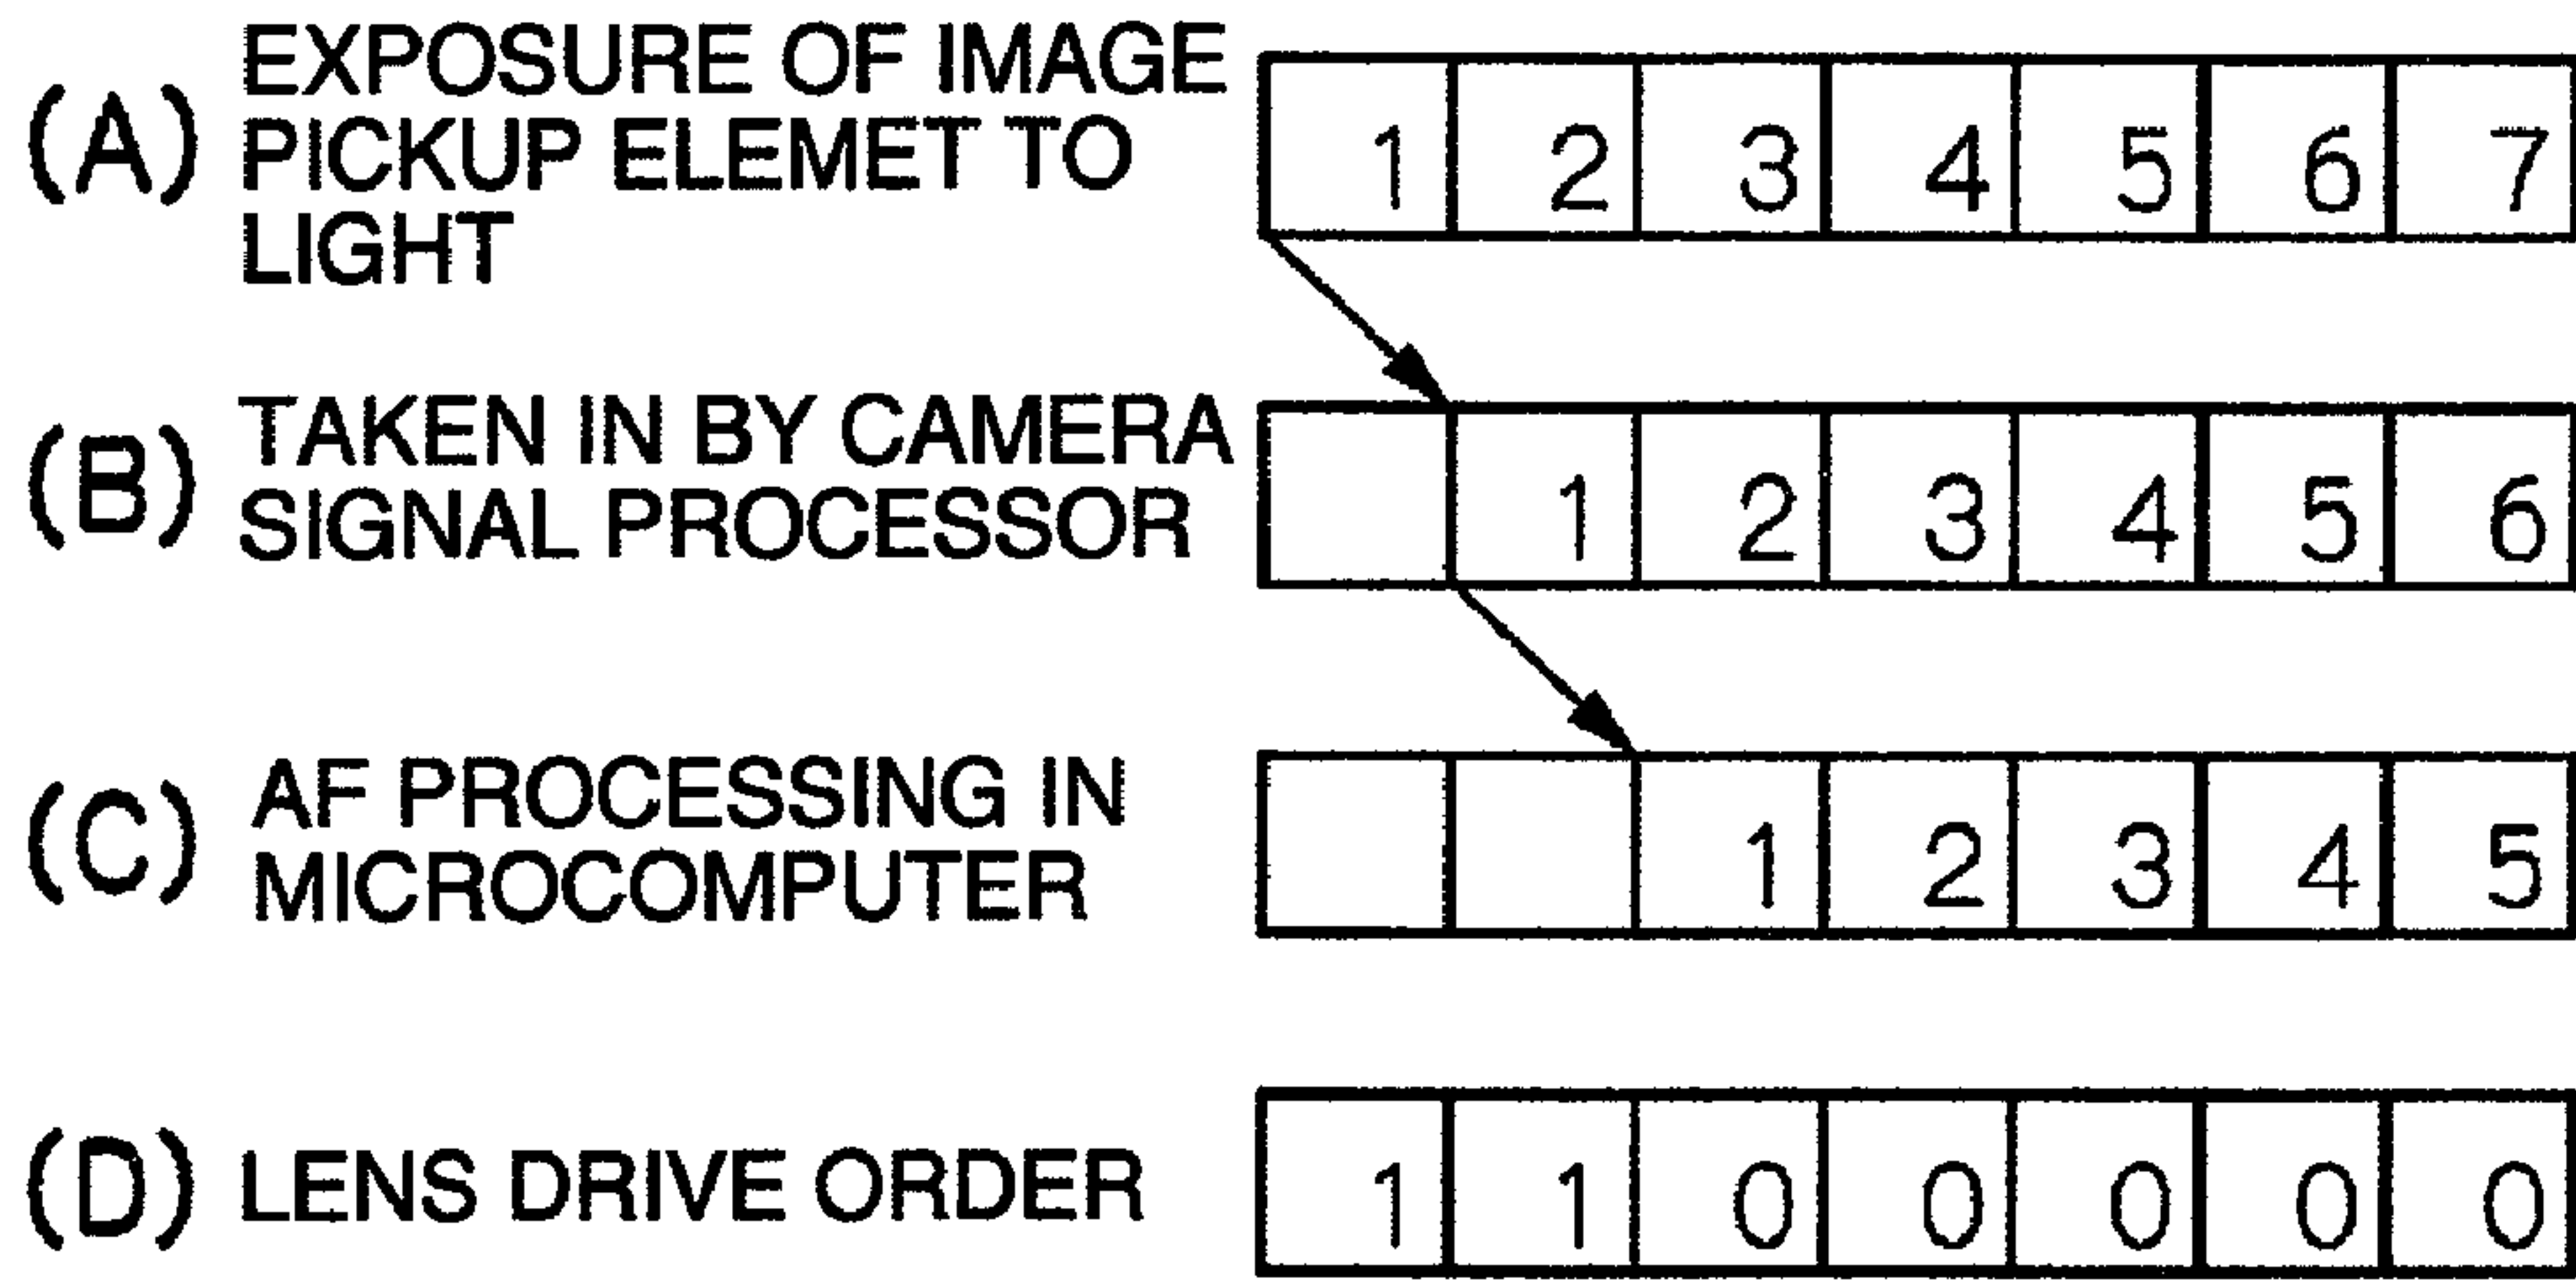 (A) EXPOSURE OF IMAGE
PICKUP ELEMET TO
LIGHT
1 2 3 4 5 6 7
(B) TAKEN IN BY CAMERA
SIGNAL PROCESSOR
1 2 3 4 5 6
(C) AF PROCESSING IN
MICROCOMPUTER
1 2 3 4 5
(D) LENS DRIVE ORDER
1 1 0 0 0 0 0